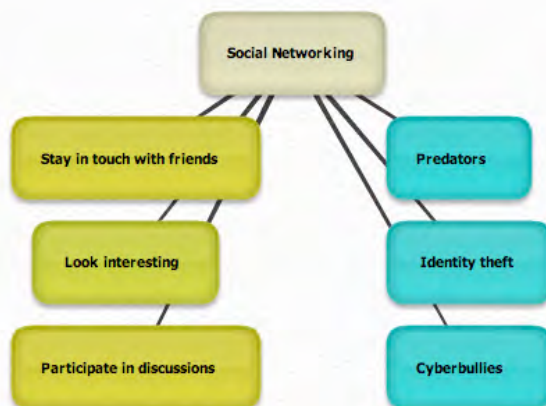 Social Networking
Stay in touch with friends
Predators
Look interesting
Identity theft
Participate in discussions
Cyberbullies